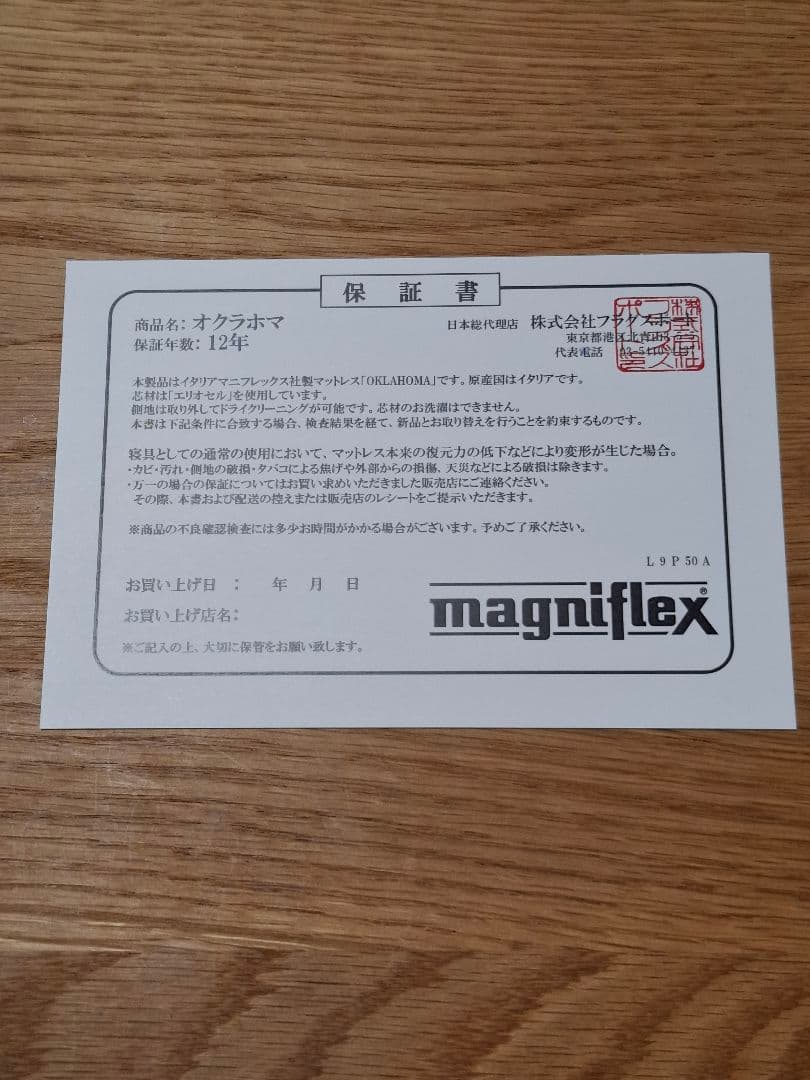 保証書
商品名: オクラホマ
保証年数: 12年
日本総代理店 株式会社フラグスポート
東京都港区北青山
代表電話
本製品はイタリアマニフレックス社製マットレス「OKLAHOMA」です。原産国はイタリアです。
芯材は「エリオセル」を使用しています。
側地は取り外してドライクリーニングが可能です。芯材のお洗濯はできません。
本書は下記条件に合致する場合、検査結果を経て、新品とお取り替えを行うことを約束するものです。
寝具としての通常の使用において、マットレス本来の復元力の低下などにより変形が生じた場合。
・カビ・汚れ・側地の破損・タバコによる焦げや外部からの損傷、天災などによる破損は除きます。
・万一の場合の保証についてはお買い求めいただきました販売店にご連絡ください。
その際、本書および配送の控えまたは販売店のレシートをご提示いただきます。
※商品の不良確認検査には多少お時間がかかる場合がございます。予めご了承ください。
L9P50A
お買い上げ日 : 年 月 日
お買い上げ店名:
magniflex®
※ご記入の上、大切に保管をお願い致します。